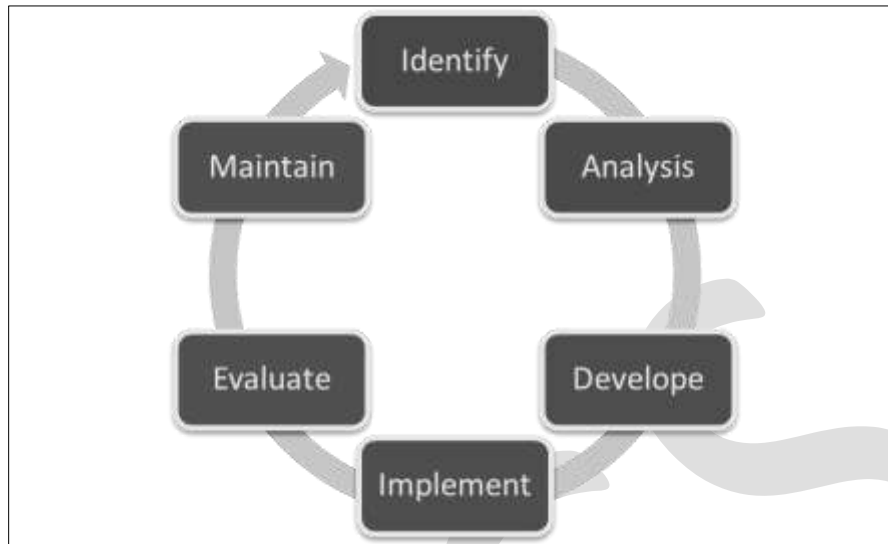 Identify
Analysis
Develope
Implement
Evaluate
Maintain